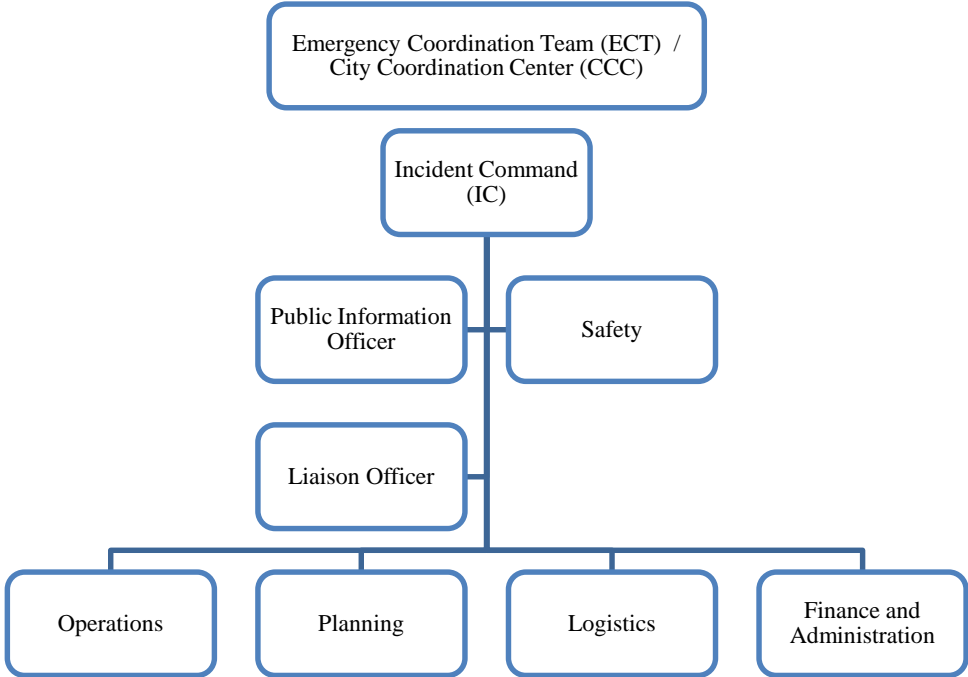 Emergency Coordination Team (ECT)  /
City Coordination Center (CCC)
Incident Command
(IC)
Public Information
Officer
Safety
Liaison Officer
Operations
Planning
Logistics
Finance and
Administration